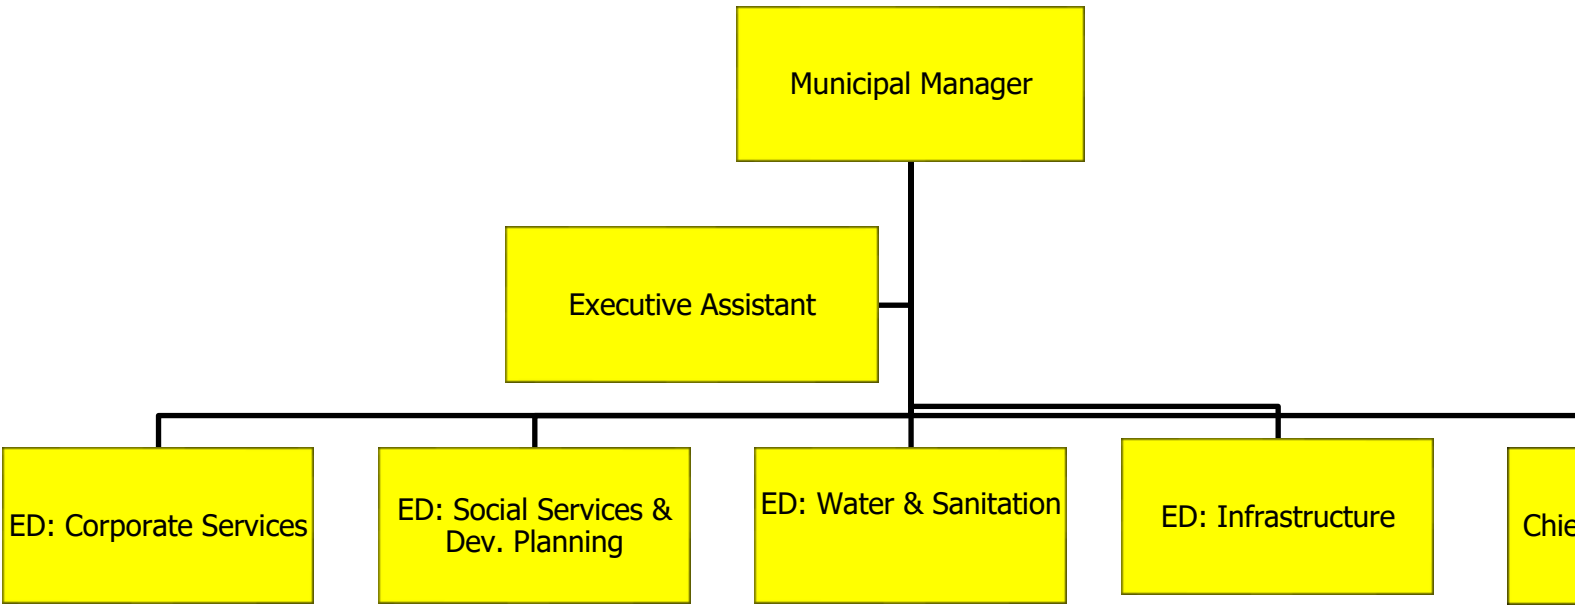 Municipal Manager
Executive Assistant
ED: Corporate Services
ED: Social Services &
Dev. Planning
ED: Water & Sanitation
ED: Infrastructure